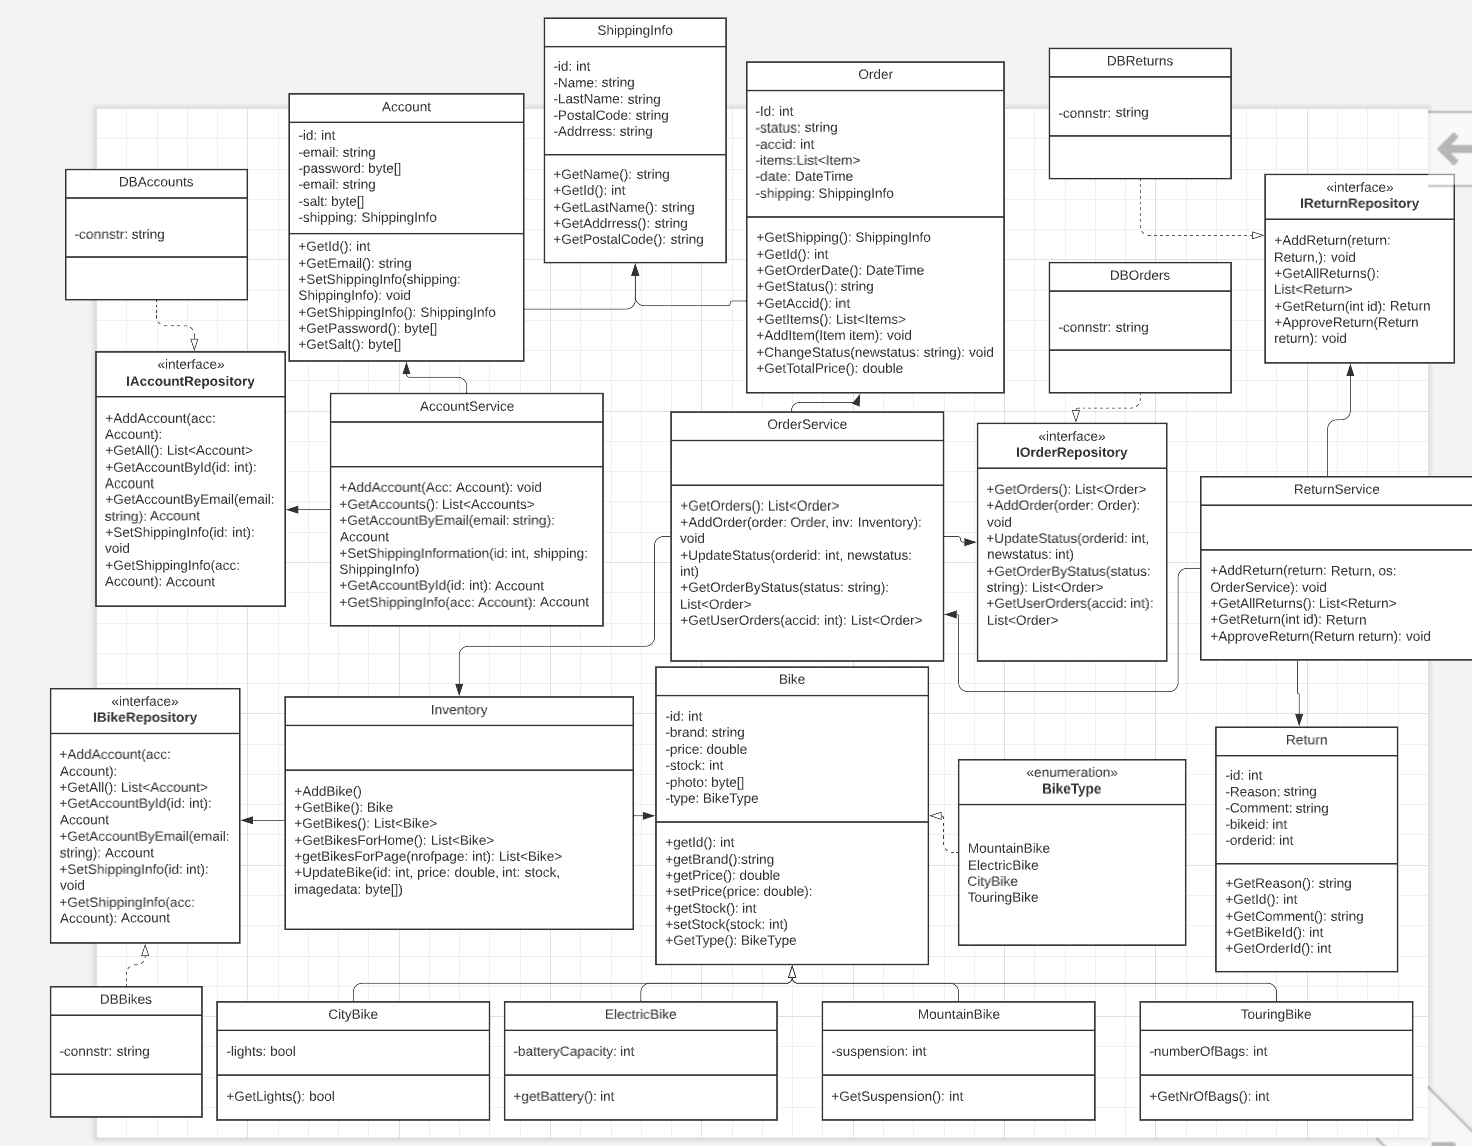 ShippingInfo
-id: int
-Name: string
-LastName: string
-PostalCode: string
-Addrress: string
+GetName(): string
+GetId(): int
+GetLastName(): string
+GetAddrress(): string
+GetPostalCode(): string
Order
-Id: int
-status: string
-accid: int
-items:List<Item>
-date: DateTime
-shipping: ShippingInfo
+GetShipping(): ShippingInfo
+GetId(): int
+GetOrderDate(): DateTime
+GetStatus(): string
+GetAccid(): int
+GetItems(): List<Items>
+AddItem(Item item): void
+ChangeStatus(newstatus: string): void
+GetTotalPrice(): double
DBReturns
-connstr: string
Account
-id: int
-email: string
-password: byte[]
-email: string
-salt: byte[]
-shipping: ShippingInfo
+GetId(): int
+GetEmail(): string
+SetShippingInfo(shipping:
ShippingInfo): void
+GetShippingInfo(): ShippingInfo
+GetPassword(): byte[]
+GetSalt(): byte[]
DBAccounts
-connstr: string
«interface»
IReturnRepository
+AddReturn(return:
Return,): void
+GetAllReturns():
List<Return>
+GetReturn(int id): Return
+ApproveReturn(Return
return): void
DBOrders
-connstr: string
«interface»
IAccountRepository
+AddAccount(acc:
Account):
+GetAll(): List<Account>
+GetAccountById(id: int):
Account
+GetAccountByEmail(email:
string): Account
+SetShippingInfo(id: int):
void
+GetShippingInfo(acc:
Account): Account
AccountService
+AddAccount(Acc: Account): void
+GetAccounts(): List<Accounts>
+GetAccountByEmail(email: string):
Account
+SetShippingInformation(id: int, shipping:
ShippingInfo)
+GetAccountById(id: int): Account
+GetShippingInfo(acc: Account): Account
OrderService
+GetOrders(): List<Order>
+AddOrder(order: Order, inv: Inventory):
void
+UpdateStatus(orderid: int, newstatus:
int)
+GetOrderByStatus(status: string):
List<Order>
+GetUserOrders(accid: int): List<Order>
«interface»
IOrderRepository
+GetOrders(): List<Order>
+AddOrder(order: Order):
void
+UpdateStatus(orderid: int,
newstatus: int)
+GetOrderByStatus(status:
string): List<Order>
+GetUserOrders(accid: int):
List<Order>
ReturnService
+AddReturn(return: Return, os:
OrderService): void
+GetAllReturns(): List<Return>
+GetReturn(int id): Return
+ApproveReturn(Return return): void
«interface»
IBikeRepository
+AddAccount(acc:
Account):
+GetAll(): List<Account>
+GetAccountById(id: int):
Account
+GetAccountByEmail(email:
string): Account
+SetShippingInfo(id: int):
void
+GetShippingInfo(acc:
Account): Account
Inventory
+AddBike()
+GetBike(): Bike
+GetBikes(): List<Bike>
+GetBikesForHome(): List<Bike>
+getBikesForPage(nrofpage: int): List<Bike>
+UpdateBike(id: int, price: double, int: stock,
imagedata: byte[])
Bike
-id: int
-brand: string
-price: double
-stock: int
-photo: byte[]
-type: BikeType
+getId(): int
+getBrand():string
+getPrice(): double
+setPrice(price: double):
+getStock(): int
+setStock(stock: int)
+GetType(): BikeType
«enumeration»
BikeType
MountainBike
ElectricBike
CityBike
TouringBike
Return
-id: int
-Reason: string
-Comment: string
-bikeid: int
-orderid: int
+GetReason(): string
+GetId(): int
+GetComment(): string
+GetBikeId(): int
+GetOrderId(): int
DBBikes
-connstr: string
CityBike
-lights: bool
+GetLights(): bool
ElectricBike
-batteryCapacity: int
+getBattery(): int
MountainBike
-suspension: int
+GetSuspension(): int
TouringBike
-numberOfBags: int
+GetNrOfBags(): int